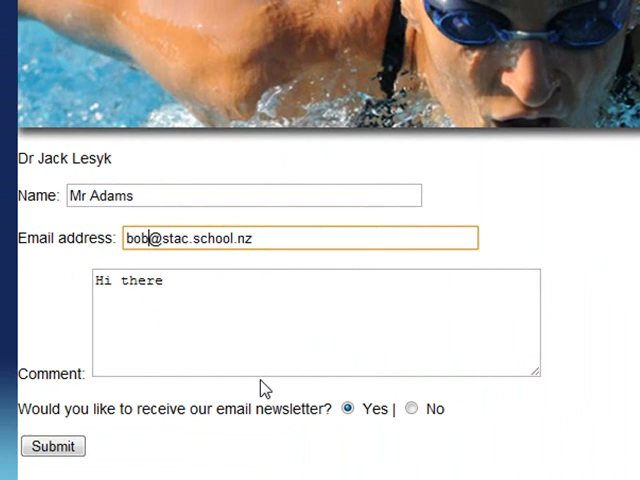 Dr Jack Lesyk
Name: Mr Adams
Email address: bob@stac.school.nz
Hi there
Comment:
Would you like to receive our email newsletter? Yes | No
Submit